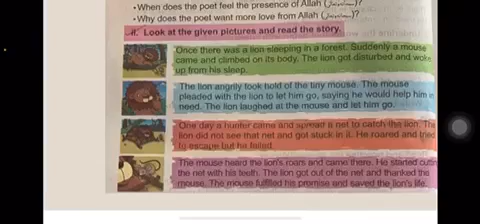 • When does the poet feel the presence of Allah (سبحانه وتعالى)?
• Why does the poet want more love from Allah (سبحانه وتعالى)?
II. Look at the given pictures and read the story.
Once there was a lion sleeping in a forest. Suddenly a mouse
came and climbed on its body. The lion got disturbed and woke
up from his sleep.
The lion angrily took hold of the tiny mouse. The mouse
pleaded with the lion to let him go, saying he would help him in
need. The lion laughed at the mouse and let him go.
One day a hunter came and spread a net to catch the lion. The
lion did not see that net and got stuck in it. He roared and tried
to escape but he failed.
The mouse heard the lion's roars and came there. He started
the net with his teeth. The lion got out of the net and thanked the
mouse. The mouse fulfilled his promise and saved the lion's life.